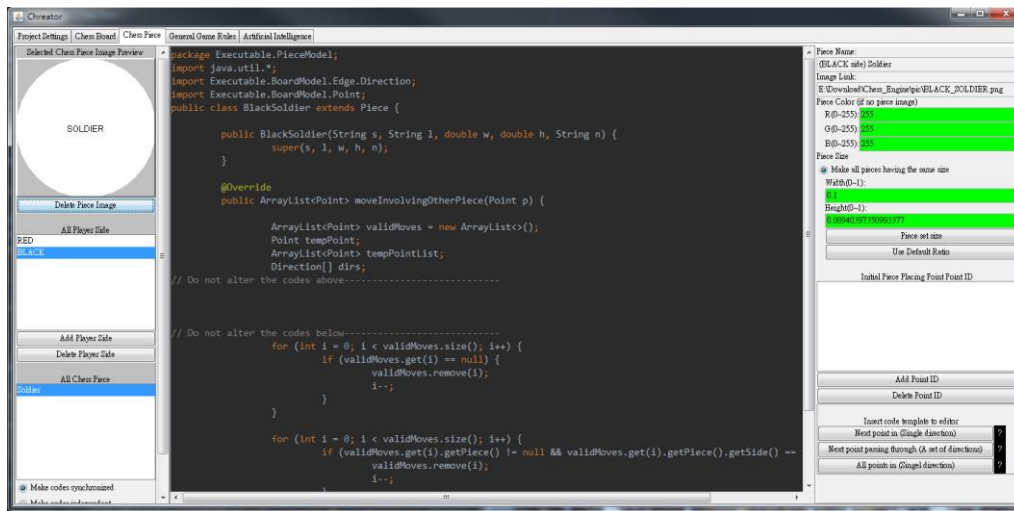 Chreator
Project Settings Chess Board Chess Piece General Game Rules Artificial Intelligence
Selected Chess Piece Image Preview
SOLDIER
Delete Piece Image
All Player Side
RED
BLACK
Add Player Side
Delete Player Side
All Chess Piece
Soldier
Make codes synchronized
Make codes independent
package Executable.PieceModel;
import java.util.*;
import Executable.BoardModel.Edge.Direction;
import Executable.BoardModel.Point;
public class BlackSoldier extends Piece {
public BlackSoldier(String s, String l, double w, double h, String n) {
super(s, l, w, h, n);
}
@Override
public ArrayList<Point> moveInvolvingOtherPiece(Point p) {
ArrayList<Point> validMoves = new ArrayList<>();
Point tempPoint;
ArrayList<Point> tempPointList;
Direction[] dirs;
// Do not alter the codes above-----------------------------
// Do not alter the codes below-----------------------------
for (int i = 0; i < validMoves.size(); i++) {
if (validMoves.get(i) == null) {
validMoves.remove(i);
i--;
}
}
for (int i = 0; i < validMoves.size(); i++) {
if (validMoves.get(i).getPiece() != null && validMoves.get(i).getPiece().getSide() ==
validMoves.remove(i);
i--;
}
Piece Name:
(BLACK side) Soldier
Image Link:
E:\Download\Chess_Engine\pic\BLACK_SOLDIER.png
Piece Color (if no piece image)
R(0~255): 255
G(0~255): 255
B(0~255): 255
Piece Size
Make all pieces having the same size
Width(0~1):
0.1
Height(0~1):
0.08940397350993377
Piece set size
Use Default Ratio
Initial Piece Placing Point Point ID
Add Point ID
Delete Point ID
Insert code template to editor
Next point in (Single direction) ?
Next point passing through (A set of directions) ?
All points in (Singel direction) ?